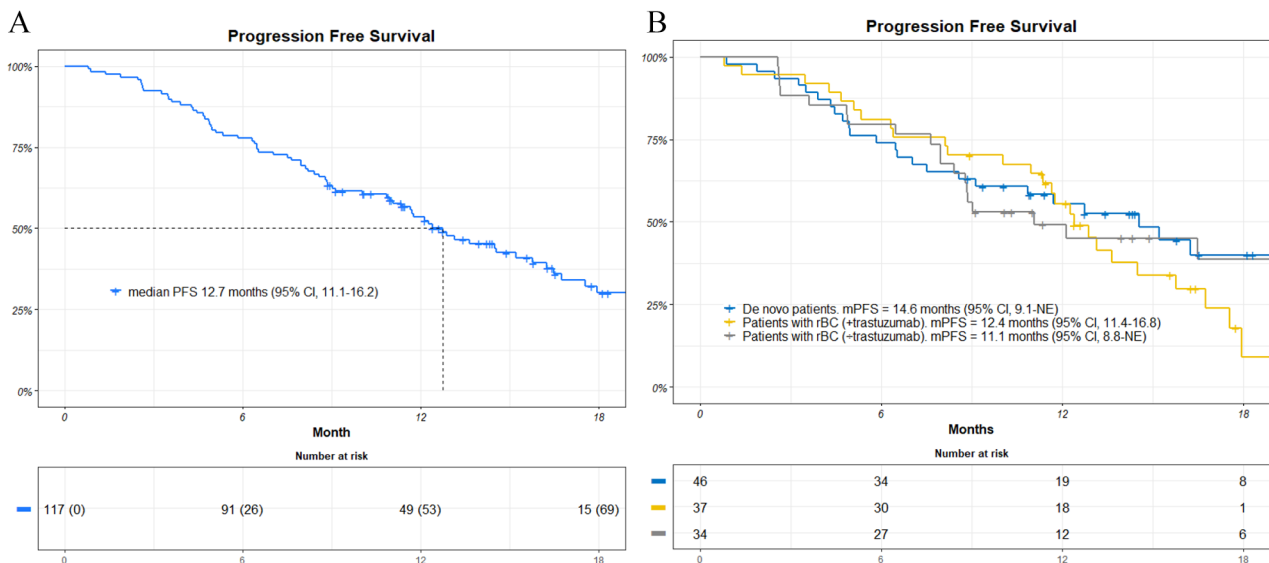 A
Progression Free Survival
100%
75%
50%
25%
0%
median PFS 12.7 months (95% CI, 11.1-16.2)
0 6 12 18
Month
Number at risk
117 (0) 91 (26) 49 (53) 15 (69)
0 6 12 18
B
Progression Free Survival
100%
75%
50%
25%
0%
De novo patients. mPFS = 14.6 months (95% CI, 9.1-NE)
Patients with rBC (+trastuzumab). mPFS = 12.4 months (95% CI, 11.4-16.8)
Patients with rBC (÷trastuzumab). mPFS = 11.1 months (95% CI, 8.8-NE)
0 6 12 18
Months
Number at risk
46 34 19 8
37 30 18 1
34 27 12 6
0 6 12 18